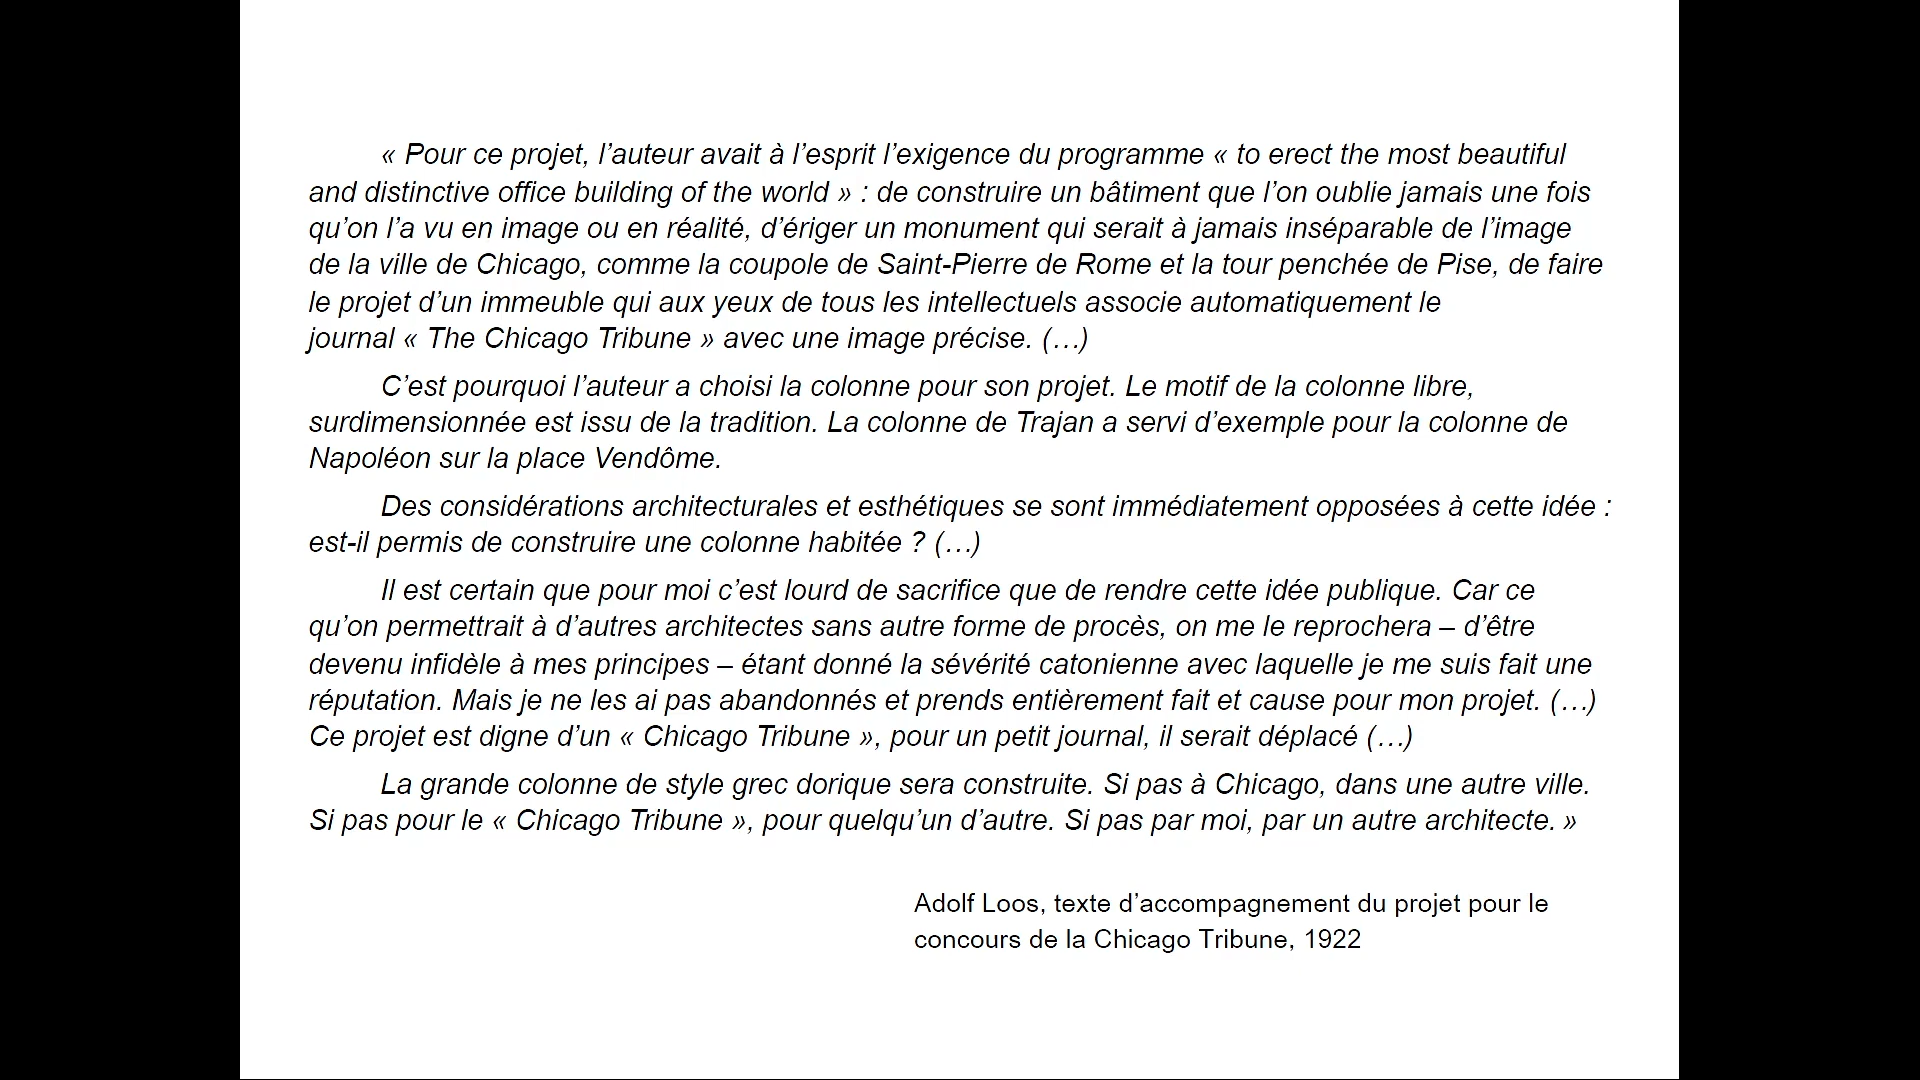 « Pour ce projet, l’auteur avait à l’esprit l’exigence du programme « to erect the most beautiful
and distinctive office building of the world » : de construire un bâtiment que l’on oublie jamais une fois
qu’on l’a vu en image ou en réalité, d’ériger un monument qui serait à jamais inséparable de l’image
de la ville de Chicago, comme la coupole de Saint-Pierre de Rome et la tour penchée de Pise, de faire
le projet d’un immeuble qui aux yeux de tous les intellectuels associe automatiquement le
journal « The Chicago Tribune » avec une image précise. (…)
C’est pourquoi l’auteur a choisi la colonne pour son projet. Le motif de la colonne libre,
surdimensionnée est issu de la tradition. La colonne de Trajan a servi d’exemple pour la colonne de
Napoléon sur la place Vendôme.
Des considérations architecturales et esthétiques se sont immédiatement opposées à cette idée :
est-il permis de construire une colonne habitée ? (…)
Il est certain que pour moi c’est lourd de sacrifice que de rendre cette idée publique. Car ce
qu’on permettrait à d’autres architectes sans autre forme de procès, on me le reprochera – d’être
devenu infidèle à mes principes – étant donné la sévérité catonienne avec laquelle je me suis fait une
réputation. Mais je ne les ai pas abandonnés et prends entièrement fait et cause pour mon projet. (…)
Ce projet est digne d’un « Chicago Tribune », pour un petit journal, il serait déplacé (…)
La grande colonne de style grec dorique sera construite. Si pas à Chicago, dans une autre ville.
Si pas pour le « Chicago Tribune », pour quelqu’un d’autre. Si pas par moi, par un autre architecte. »
Adolf Loos, texte d’accompagnement du projet pour le
concours de la Chicago Tribune, 1922